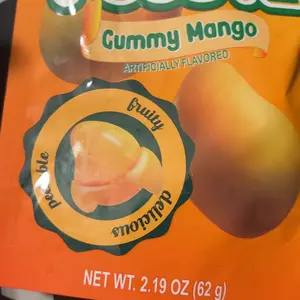 Gummy Mango
ARTIFICIALLY FLAVORED
peelable
fruity
delicious
NET WT. 2.19 OZ (62 g)